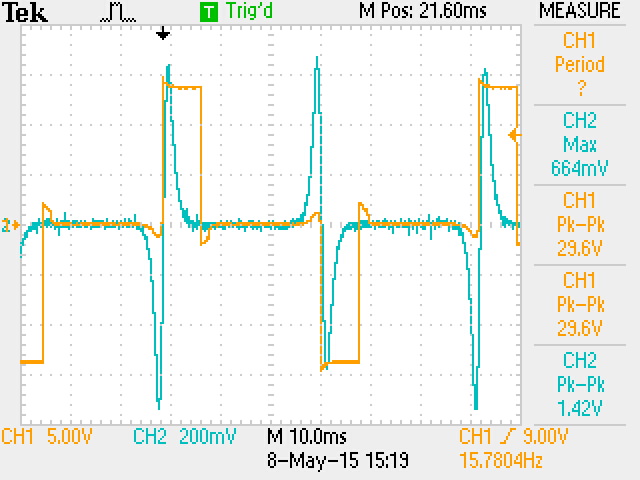 Tek T Trig'd M Pos: 21.60ms MEASURE
CH1
Period
?
CH2
Max
664mV
CH1
Pk-Pk
29.6V
CH1
Pk-Pk
29.6V
CH2
Pk-Pk
1.42V
CH1 5.00V CH2 200mV M 10.0ms CH1 9.00V
8-May-15 15:19 15.7804Hz